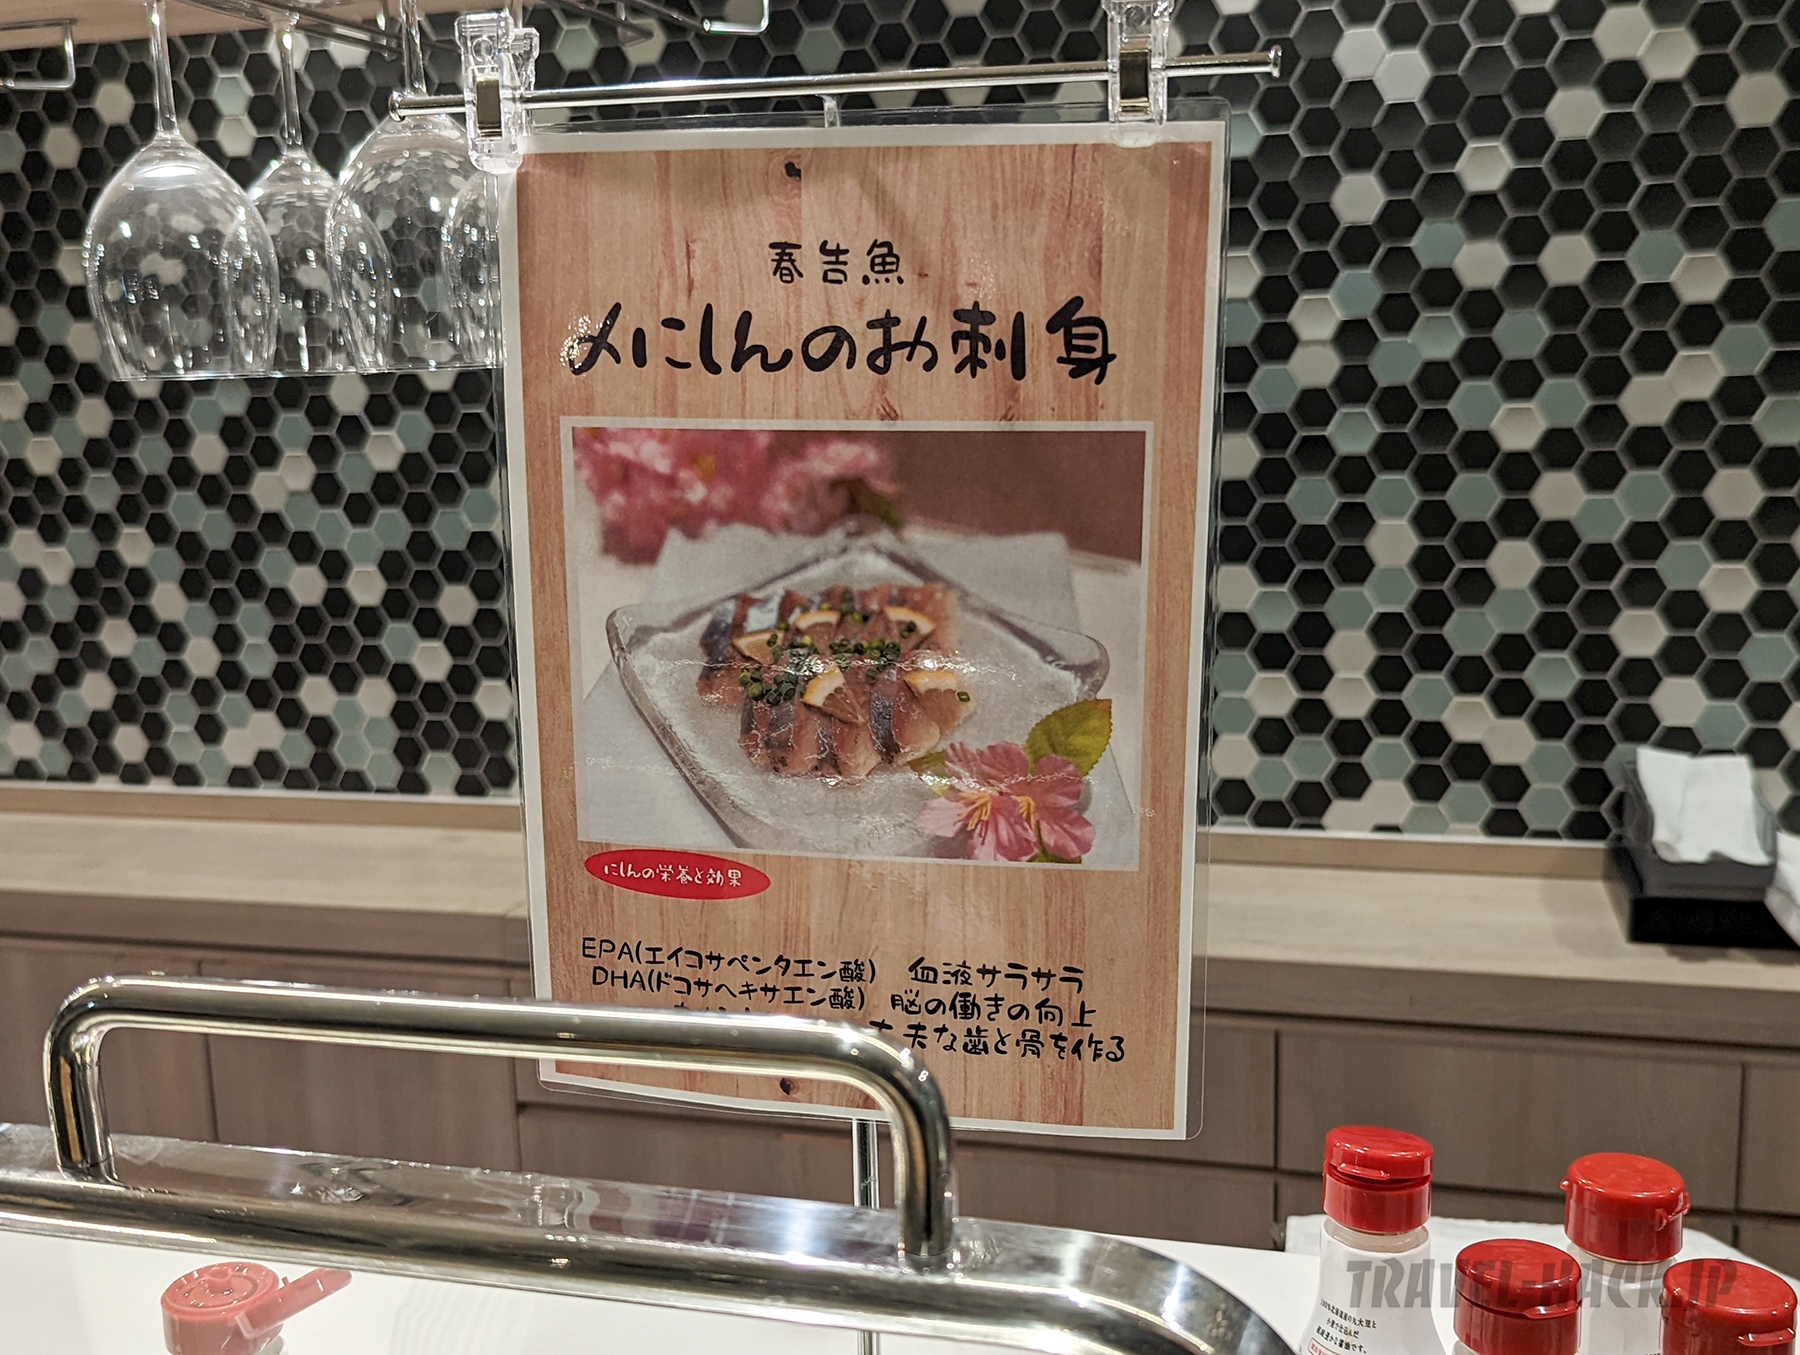 春告魚
〆にしんのお刺身
にしんの栄養と効果
EPA(エイコサペンタエン酸) 血液サラサラ
DHA(ドコサヘキサエン酸) 脳の働きの向上
夫な歯と骨を作る
TRAVEL-HACK.JP